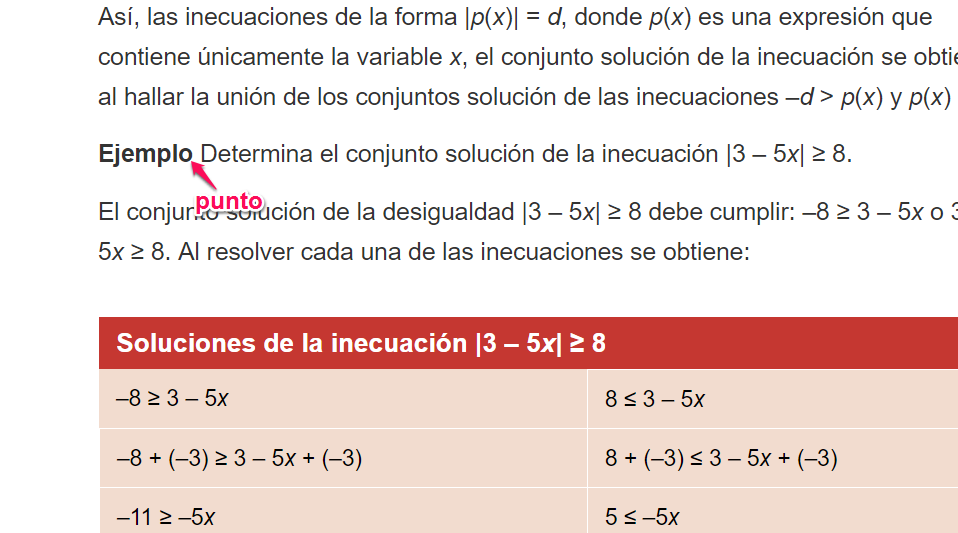 Así, las inecuaciones de la forma |p(x)| = d, donde p(x) es una expresión que
contiene únicamente la variable x, el conjunto solución de la inecuación se obtie
al hallar la unión de los conjuntos solución de las inecuaciones –d > p(x) y p(x)
Ejemplo Determina el conjunto solución de la inecuación |3 – 5x| ≥ 8.
punto
El conjunto solución de la desigualdad |3 – 5x| ≥ 8 debe cumplir: –8 ≥ 3 – 5x o 3
5x ≥ 8. Al resolver cada una de las inecuaciones se obtiene:
Soluciones de la inecuación |3 – 5x| ≥ 8
–8 ≥ 3 – 5x 8 ≤ 3 – 5x
–8 + (–3) ≥ 3 – 5x + (–3) 8 + (–3) ≤ 3 – 5x + (–3)
–11 ≥ –5x 5 ≤ –5x